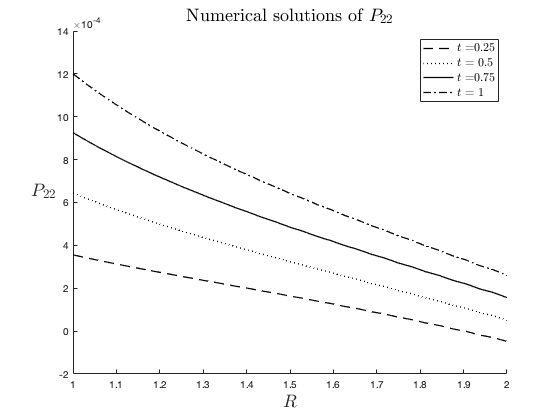 Numerical solutions of P₂₂
×10⁻⁴
14
12
10
8
6
4
2
0
-2
P₂₂
t =0.25
t = 0.5
t =0.75
t = 1
1 1.1 1.2 1.3 1.4 1.5 1.6 1.7 1.8 1.9 2
R